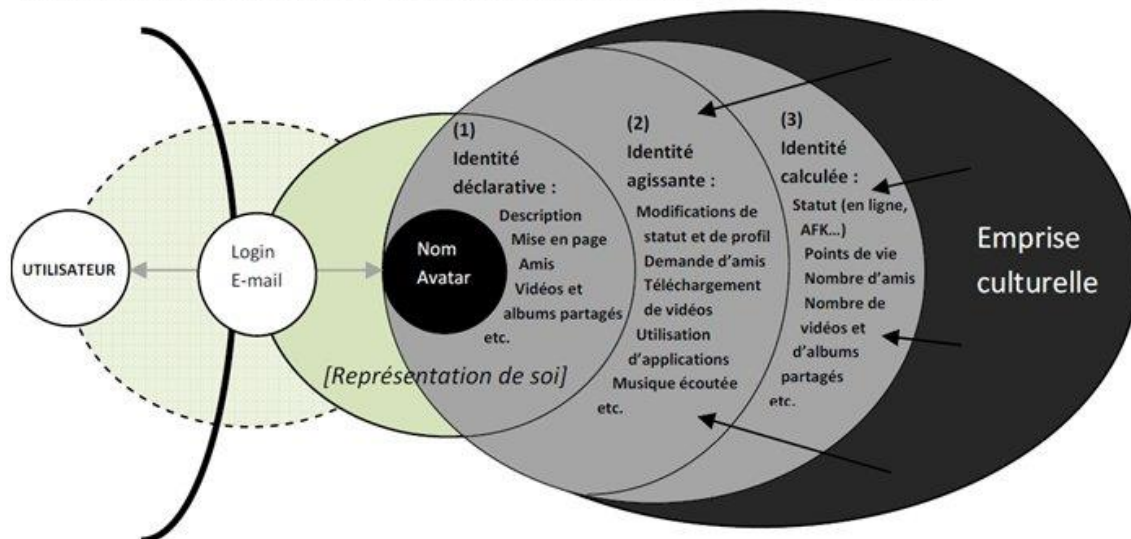 UTILISATEUR
Login
E-mail
Nom
Avatar
(1)
Identité
déclarative :
Description
Mise en page
Amis
Vidéos et
albums partagés
etc.
[Représentation de soi]
(2)
Identité
agissante :
Modifications de
statut et de profil
Demande d’amis
Téléchargement
de vidéos
Utilisation
d’applications
Musique écoutée
etc.
(3)
Identité
calculée :
Statut (en ligne,
AFK...)
Points de vie
Nombre d’amis
Nombre de
vidéos et
d’albums
partagés
etc.
Emprise
culturelle